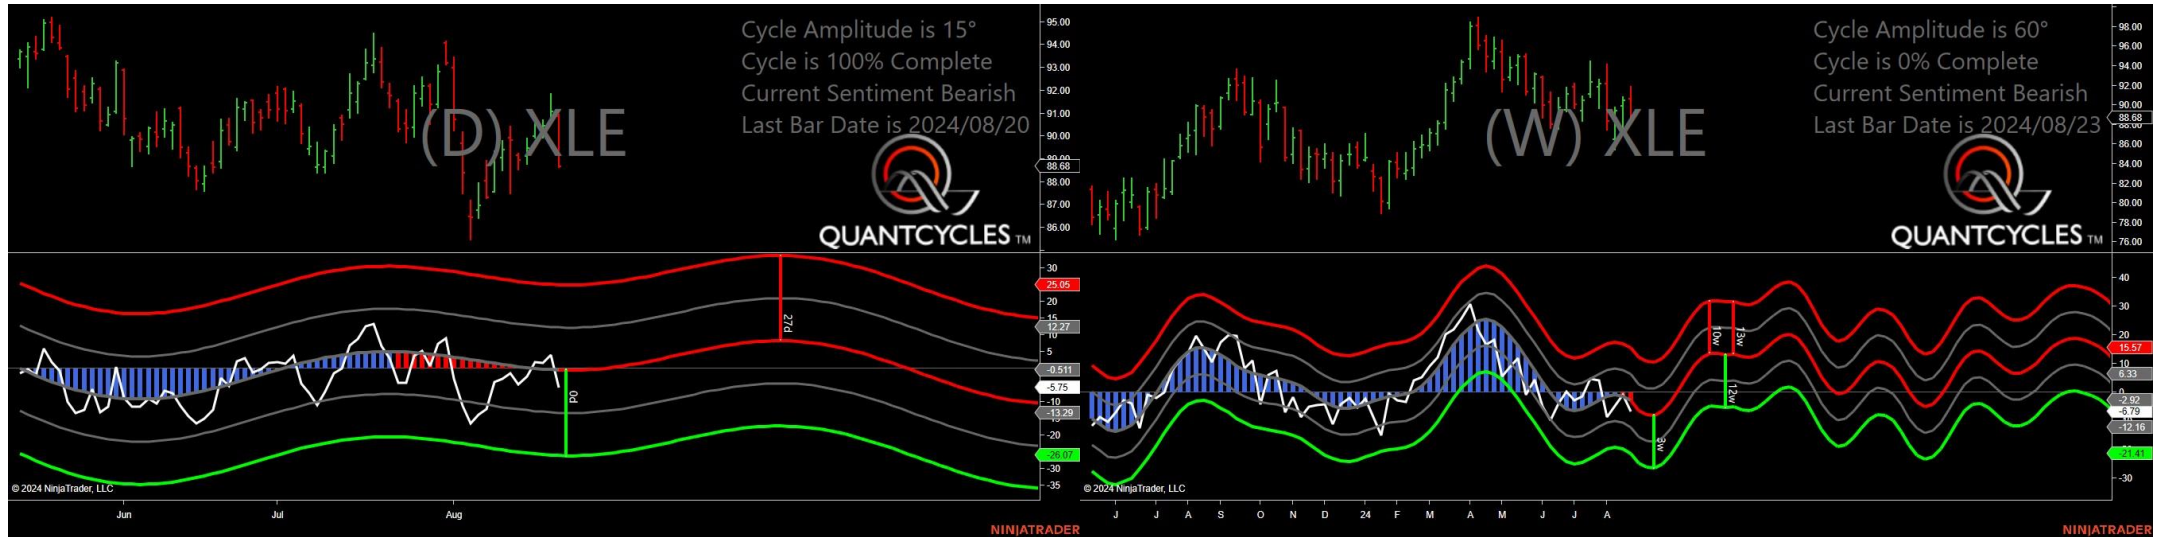 Cycle Amplitude is 15°
Cycle is 100% Complete
Current Sentiment Bearish
Last Bar Date is 2024/08/20
(D) XLE
QUANTCYCLES TM
95.00
94.00
93.00
92.00
91.00
90.00
89.00
88.68
88.00
87.00
86.00
30
25.05
20
15
12.27
10
5
-0.511
-5.75
-10
-13.29
-20
-26.07
-30
-35
27d
0d
© 2024 NinjaTrader, LLC
Jun
Jul
Aug
NINJATRADER
Cycle Amplitude is 60°
Cycle is 0% Complete
Current Sentiment Bearish
Last Bar Date is 2024/08/23
(W) XLE
QUANTCYCLES TM
98.00
96.00
94.00
92.00
90.00
88.68
86.00
84.00
82.00
80.00
78.00
76.00
40
30
20
15.57
10
6.33
0
-2.92
-6.79
-12.16
-21.41
-30
10w
13w
12w
© 2024 NinjaTrader, LLC
J
J
A
S
O
N
D
24
F
M
A
M
J
J
A
NINJATRADER